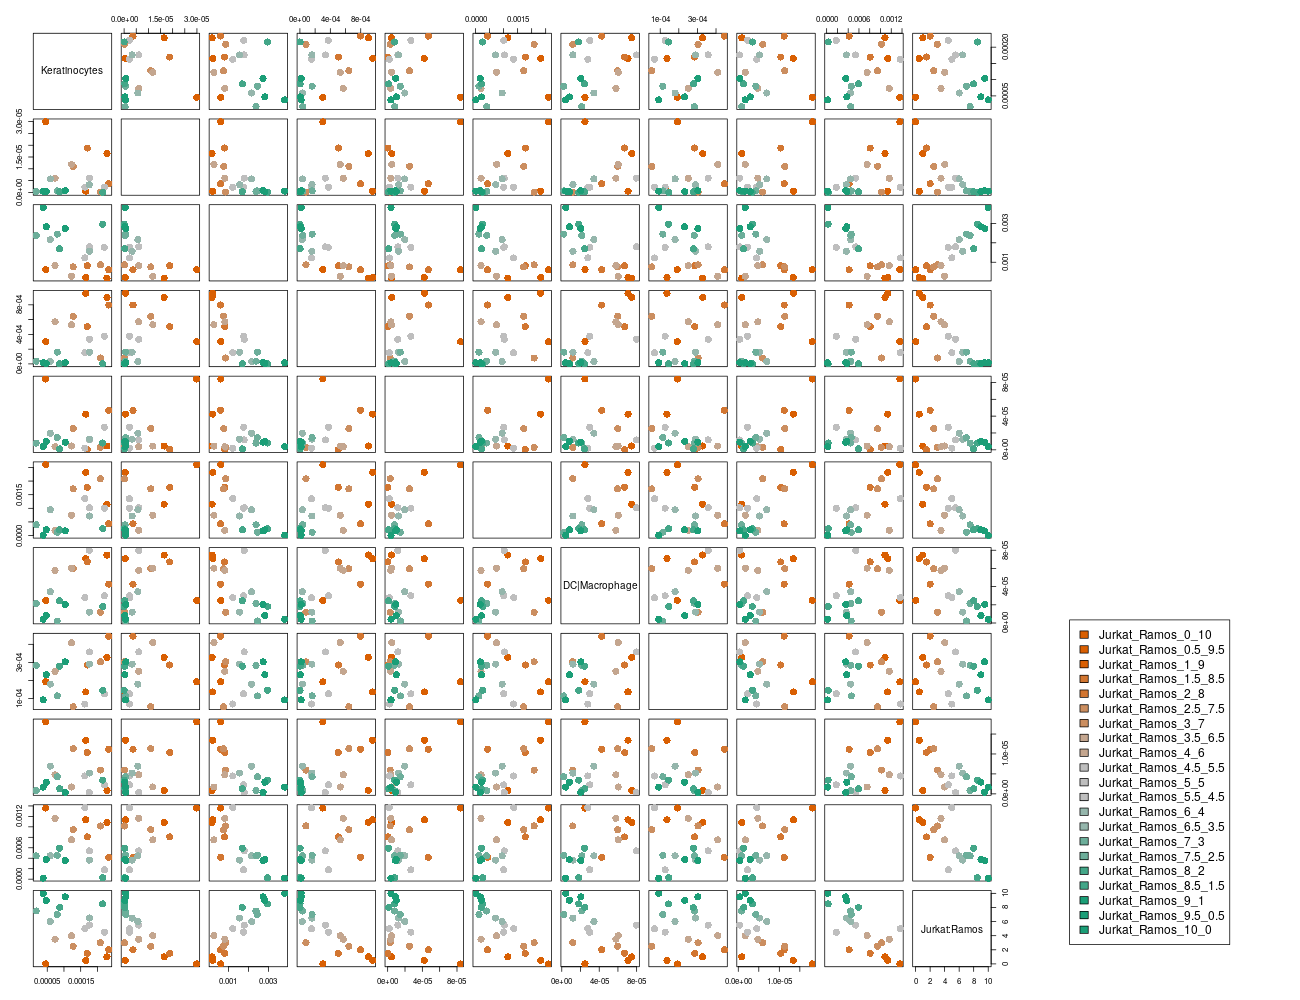 0.0e+00 1.5e-05 3.0e-05 0e+00 4e-04 8e-04 0.0000 0.0015 1e-04 3e-04 0.0000 0.0006 0.0012
Keratinocytes
0.00005 0.00020
0.0e+00 1.5e-05 3.0e-05
0.001 0.003
0e+00 4e-04 8e-04
0e+00 4e-05 8e-05
0.0000 0.0015
DC|Macrophage
0e+00 4e-05 8e-05
1e-04 3e-04
0.0e+00 1.0e-05
0.0000 0.0006 0.0012
Jurkat:Ramos
0 2 4 6 8 10
0.00005 0.00015 0.001 0.003 0e+00 4e-05 8e-05 0e+00 4e-05 8e-05 0.0e+00 1.0e-05 0 2 4 6 8 10
Jurkat_Ramos_0_10
Jurkat_Ramos_0.5_9.5
Jurkat_Ramos_1_9
Jurkat_Ramos_1.5_8.5
Jurkat_Ramos_2_8
Jurkat_Ramos_2.5_7.5
Jurkat_Ramos_3_7
Jurkat_Ramos_3.5_6.5
Jurkat_Ramos_4_6
Jurkat_Ramos_4.5_5.5
Jurkat_Ramos_5_5
Jurkat_Ramos_5.5_4.5
Jurkat_Ramos_6_4
Jurkat_Ramos_6.5_3.5
Jurkat_Ramos_7_3
Jurkat_Ramos_7.5_2.5
Jurkat_Ramos_8_2
Jurkat_Ramos_8.5_1.5
Jurkat_Ramos_9_1
Jurkat_Ramos_9.5_0.5
Jurkat_Ramos_10_0